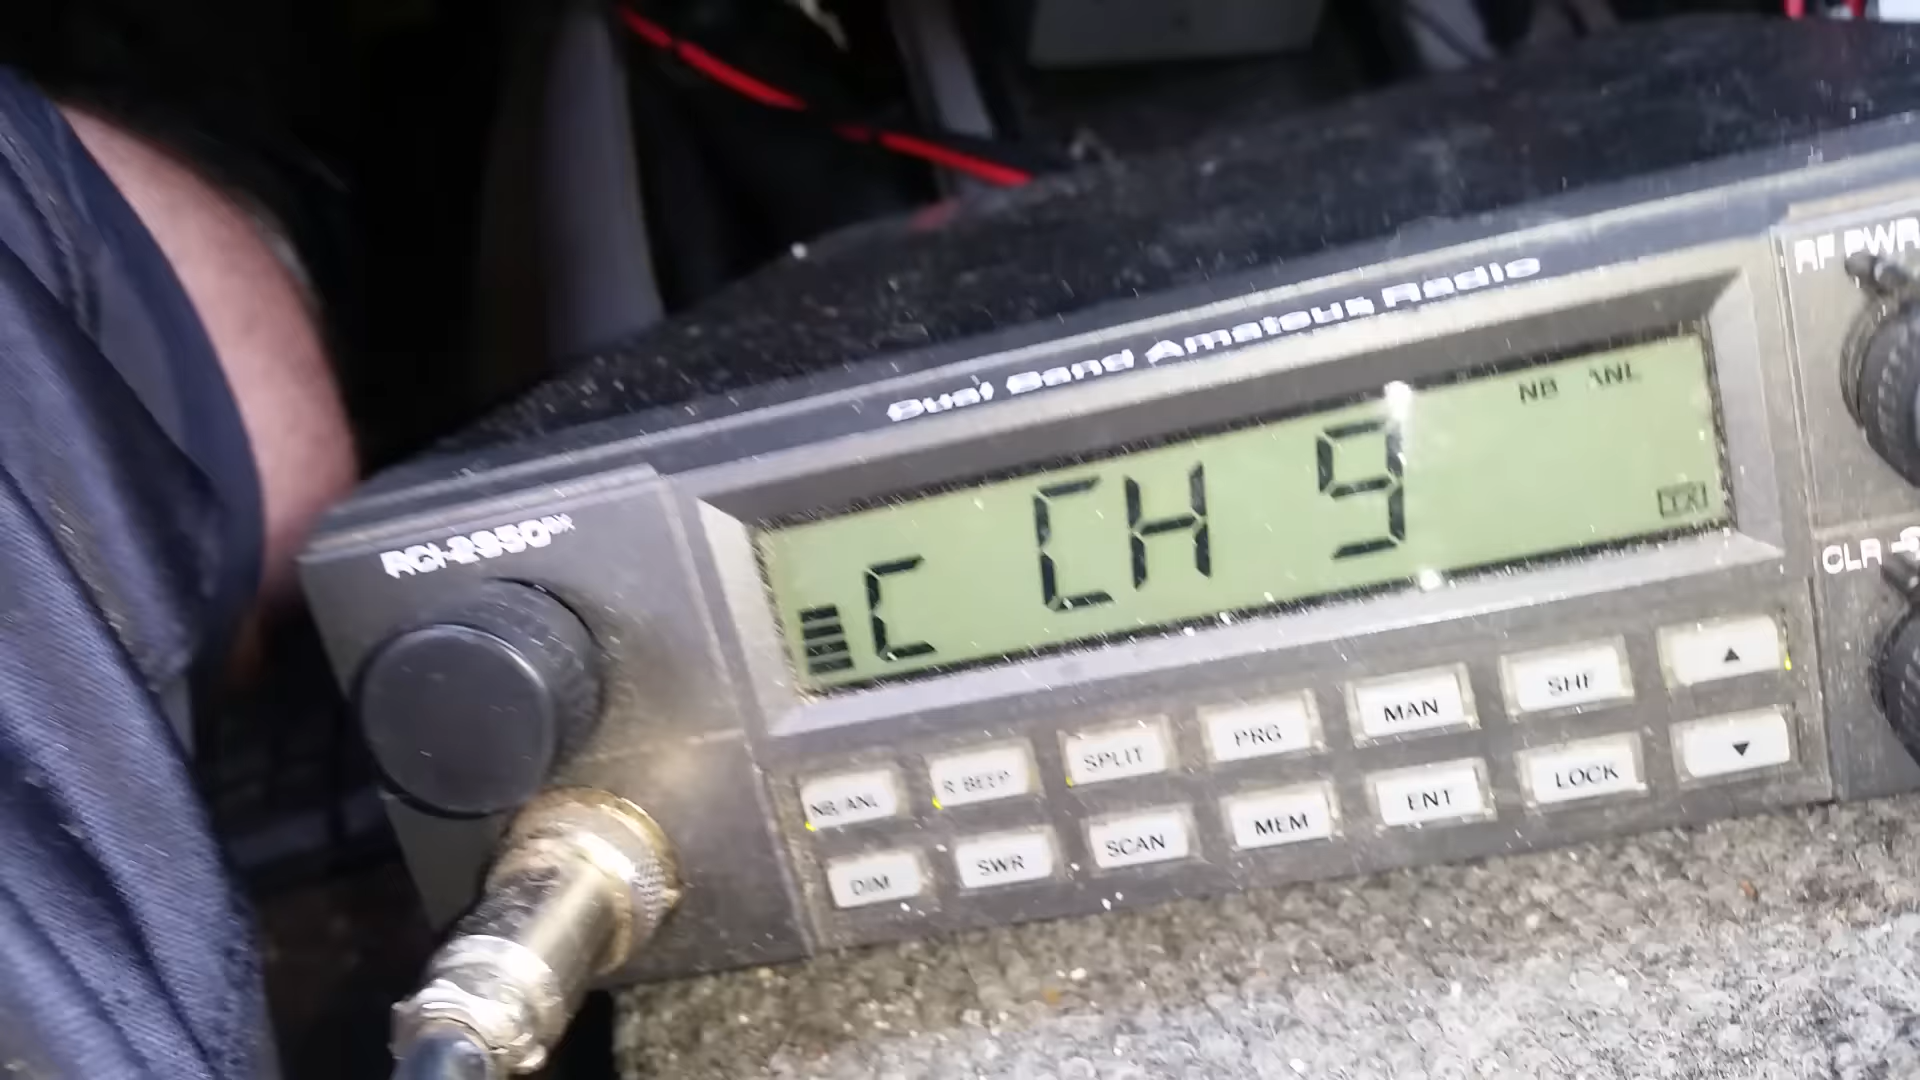 Dual Band Amateur Radio
RF PWR
NB ANL
RCI-2950DX
C CH 9
CLR
NB/ANL R BEEP SPLIT PRG MAN SHF ▲
DIM SWR SCAN MEM ENT LOCK ▼